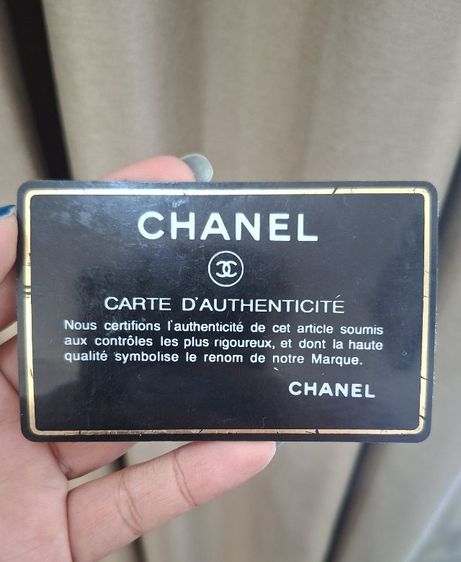 CHANEL
CARTE D'AUTHENTICITÉ
Nous certifions l'authenticité de cet article soumis
aux contrôles les plus rigoureux, et dont la haute
qualité symbolise le renom de notre Marque.
CHANEL